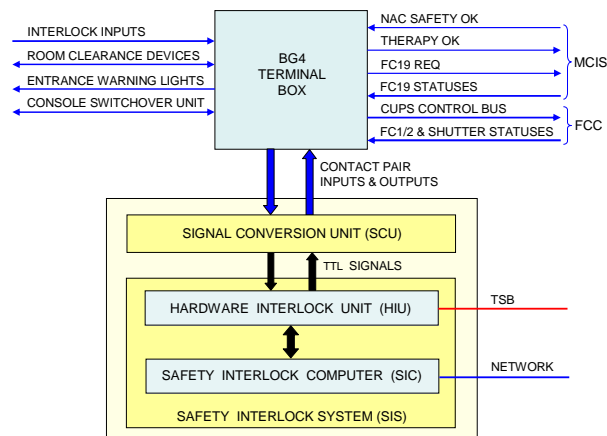 INTERLOCK INPUTS
ROOM CLEARANCE DEVICES
ENTRANCE WARNING LIGHTS
CONSOLE SWITCHOVER UNIT
BG4
TERMINAL
BOX
NAC SAFETY OK
THERAPY OK
FC19 REQ
FC19 STATUSES
MCIS
CUPS CONTROL BUS
FC1/2 & SHUTTER STATUSES
FCC
CONTACT PAIR
INPUTS & OUTPUTS
SIGNAL CONVERSION UNIT (SCU)
TTL SIGNALS
HARDWARE INTERLOCK UNIT (HIU)
TSB
SAFETY INTERLOCK COMPUTER (SIC)
NETWORK
SAFETY INTERLOCK SYSTEM (SIS)